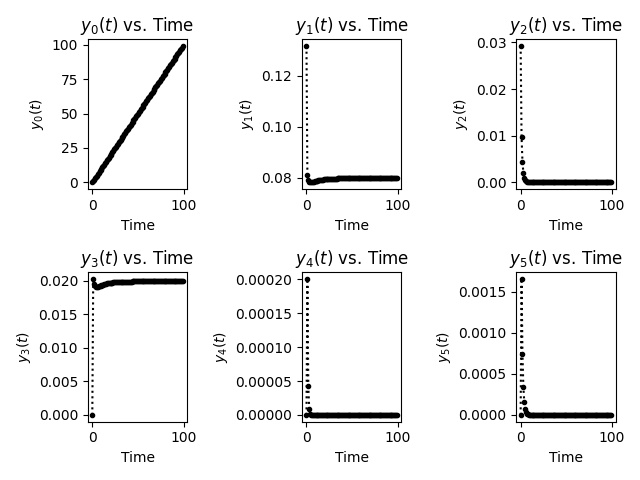 y₀(t) vs. Time
y₁(t) vs. Time
y₂(t) vs. Time
100
75
50
25
0
y₀(t)
0
100
Time
0.12
0.10
0.08
y₁(t)
0
100
Time
0.03
0.02
0.01
0.00
y₂(t)
0
100
Time
y₃(t) vs. Time
y₄(t) vs. Time
y₅(t) vs. Time
0.020
0.015
0.010
0.005
0.000
y₃(t)
0
100
Time
0.00020
0.00015
0.00010
0.00005
0.00000
y₄(t)
0
100
Time
0.0015
0.0010
0.0005
0.0000
y₅(t)
0
100
Time